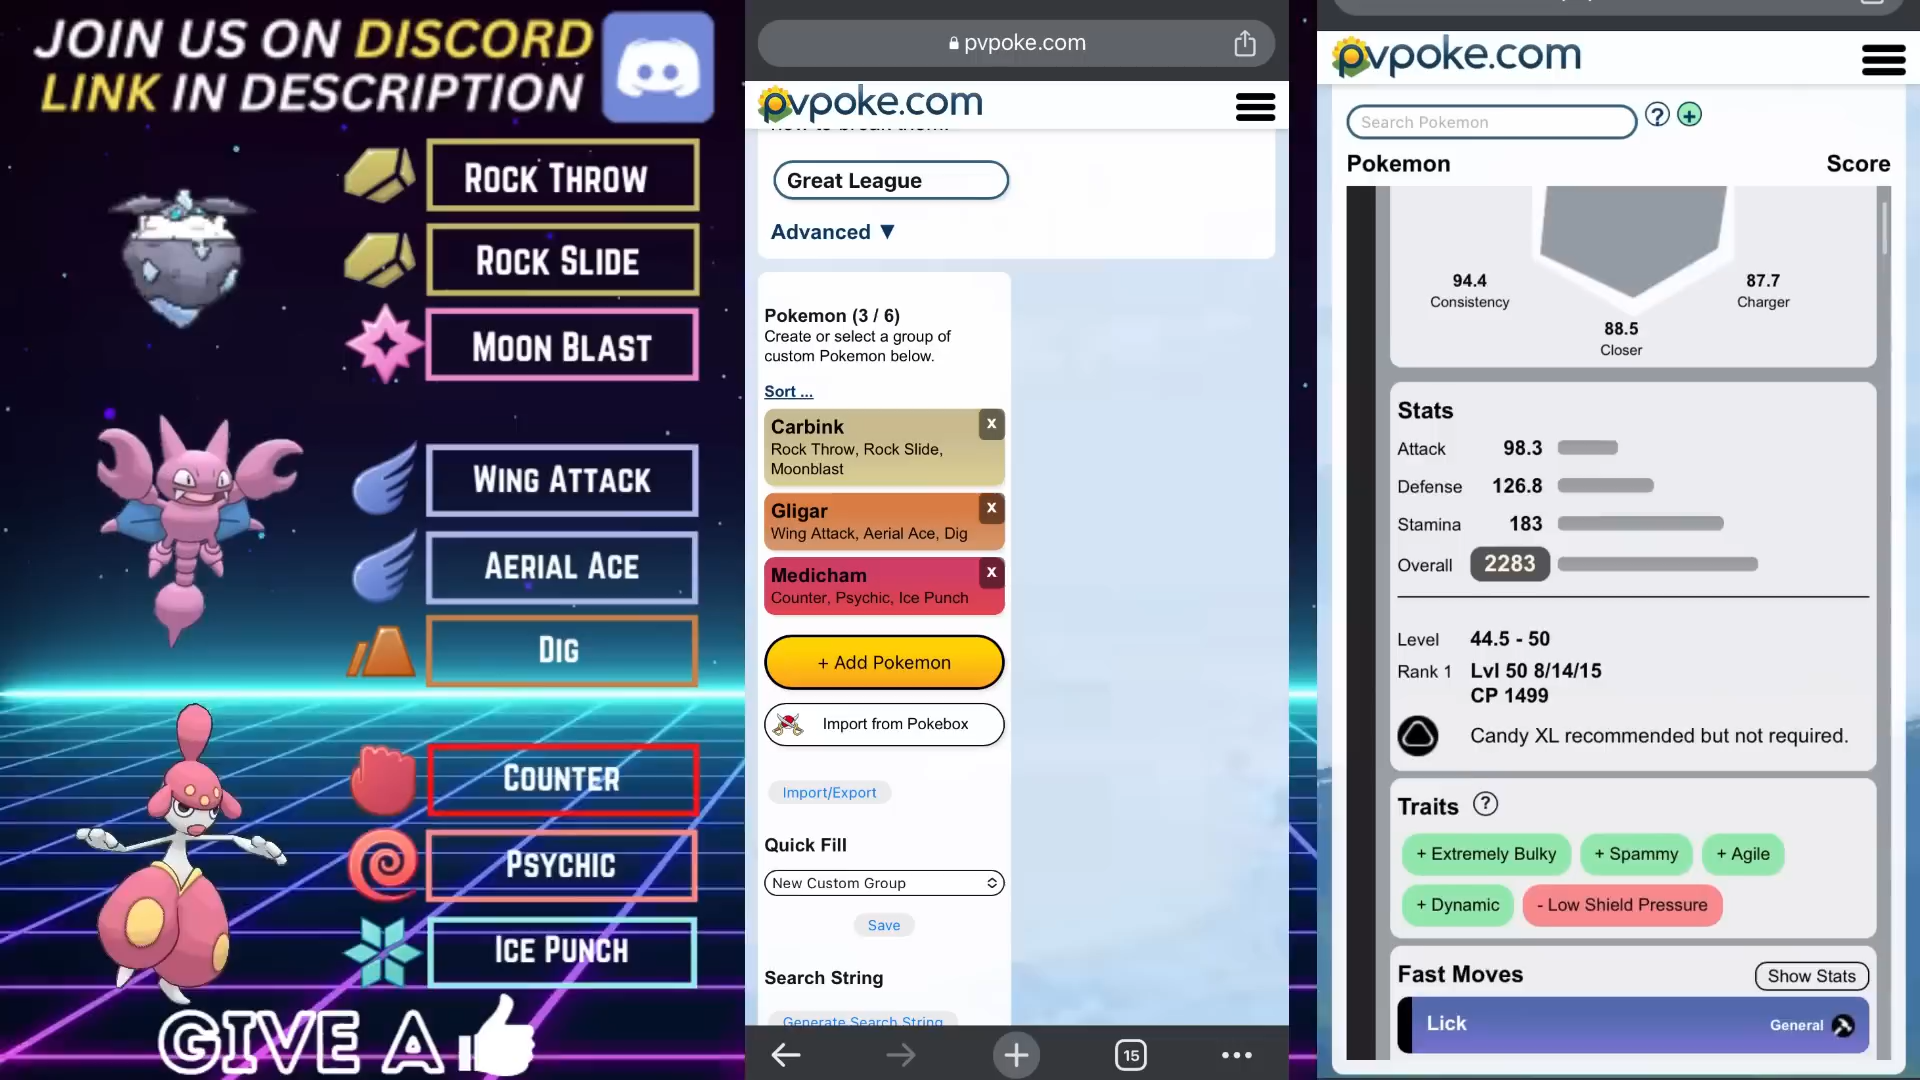 JOIN US ON DISCORD
LINK IN DESCRIPTION
ROCK THROW
ROCK SLIDE
MOON BLAST
WING ATTACK
AERIAL ACE
DIG
COUNTER
PSYCHIC
ICE PUNCH
GIVE A
pvpoke.com
pvpoke.com
how to break them.
Great League
Advanced ▼
Pokemon (3 / 6)
Create or select a group of
custom Pokemon below.
Sort ...
Carbink
x
Rock Throw, Rock Slide,
Moonblast
Gligar
x
Wing Attack, Aerial Ace, Dig
Medicham
x
Counter, Psychic, Ice Punch
+ Add Pokemon
Import from Pokebox
Import/Export
Quick Fill
New Custom Group
Save
Search String
Generate Search String
15
pvpoke.com
Search Pokemon
?
+
Pokemon
Score
94.4
Consistency
87.7
Charger
88.5
Closer
Stats
Attack 98.3
Defense 126.8
Stamina 183
Overall 2283
Level 44.5 - 50
Rank 1 Lvl 50 8/14/15
CP 1499
Candy XL recommended but not required.
Traits ?
+ Extremely Bulky
+ Spammy
+ Agile
+ Dynamic
- Low Shield Pressure
Fast Moves
Show Stats
Lick
General